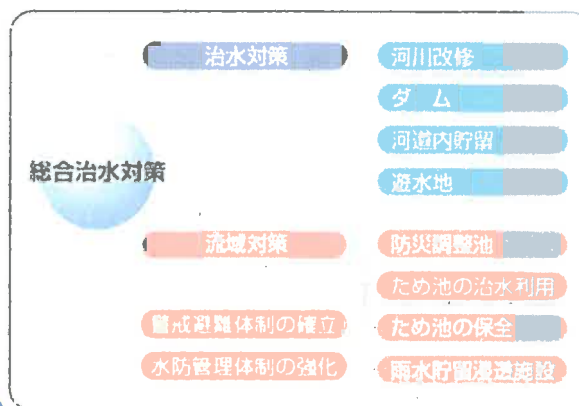 総合治水対策
治水対策
河川改修
ダム
河道内貯留
遊水地
流域対策
防災調整池
ため池の治水利用
警戒避難体制の確立
ため池の保全
水防管理体制の強化
雨水貯留浸透施設